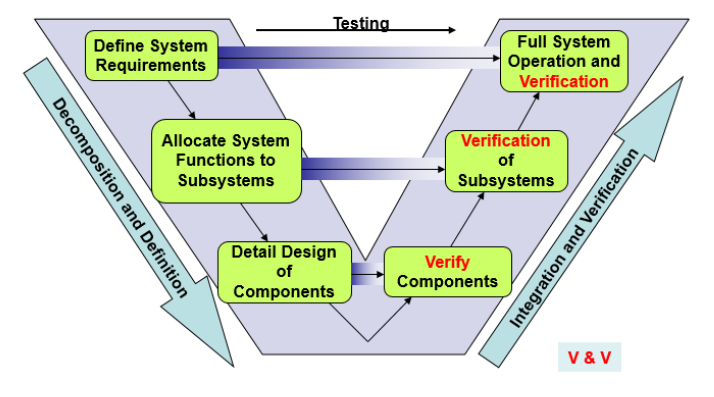 Testing
Define System
Requirements
Full System
Operation and
Verification
Allocate System
Functions to
Subsystems
Verification
of
Subsystems
Detail Design
of
Components
Verify
Components
Decomposition and Definition
Integration and Verification
V & V